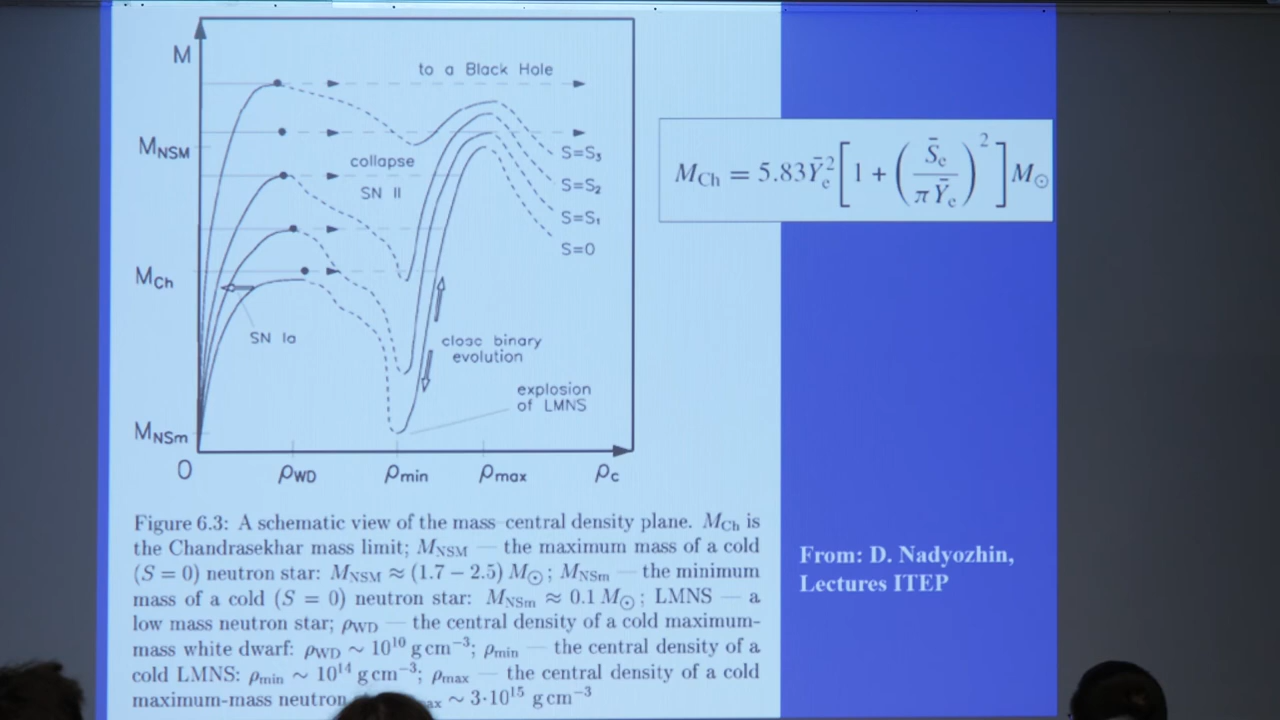 M
to a Black Hole
M_NSM
collapse
SN II
S=S₃
S=S₂
S=S₁
S=0
M_Ch
SN Ia
close binary
evolution
explosion
of LMNS
M_NSm
O
ρ_WD
ρ_min
ρ_max
ρ_c
M_Ch = 5.83Ȳ_e²[1 + (S̄_e / πȲ_e)²]M_⊙
Figure 6.3: A schematic view of the mass central density plane. M_Ch is
the Chandrasekhar mass limit; M_NSM — the maximum mass of a cold
(S = 0) neutron star: M_NSM ≈ (1.7 − 2.5) M_⊙; M_NSm — the minimum
mass of a cold (S = 0) neutron star: M_NSm ≈ 0.1 M_⊙; LMNS — a
low mass neutron star; ρ_WD — the central density of a cold maximum-
mass white dwarf: ρ_WD ∼ 10¹⁰ g cm⁻³; ρ_min — the central density of a
cold LMNS: ρ_min ∼ 10¹⁴ g cm⁻³; ρ_max — the central density of a cold
maximum-mass neutron ax ∼ 3·10¹⁵ g cm⁻³
From: D. Nadyozhin,
Lectures ITEP